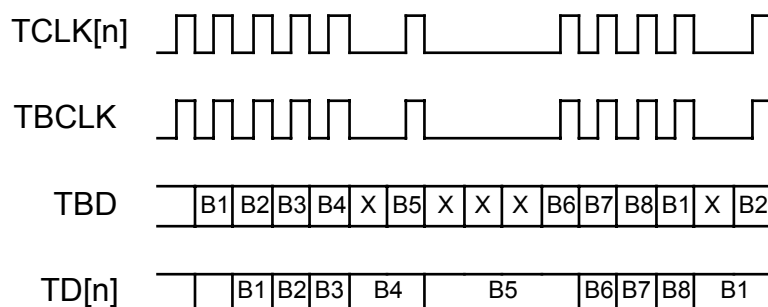 TCLK[n]
TBCLK
TBD B1 B2 B3 B4 X B5 X X X B6 B7 B8 B1 X B2
TD[n] B1 B2 B3 B4 B5 B6 B7 B8 B1